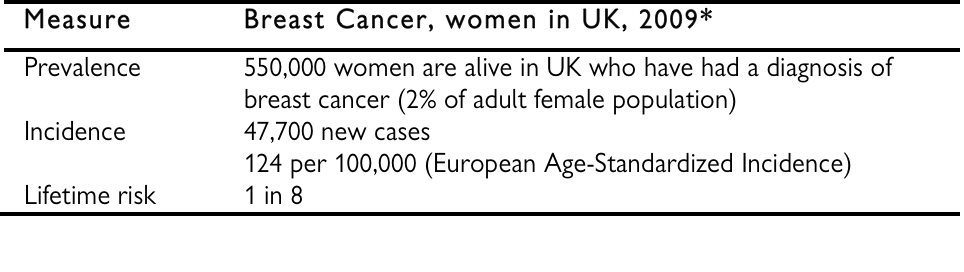 Measure Breast Cancer, women in UK, 2009*
Prevalence 550,000 women are alive in UK who have had a diagnosis of
breast cancer (2% of adult female population)
Incidence 47,700 new cases
124 per 100,000 (European Age-Standardized Incidence)
Lifetime risk 1 in 8